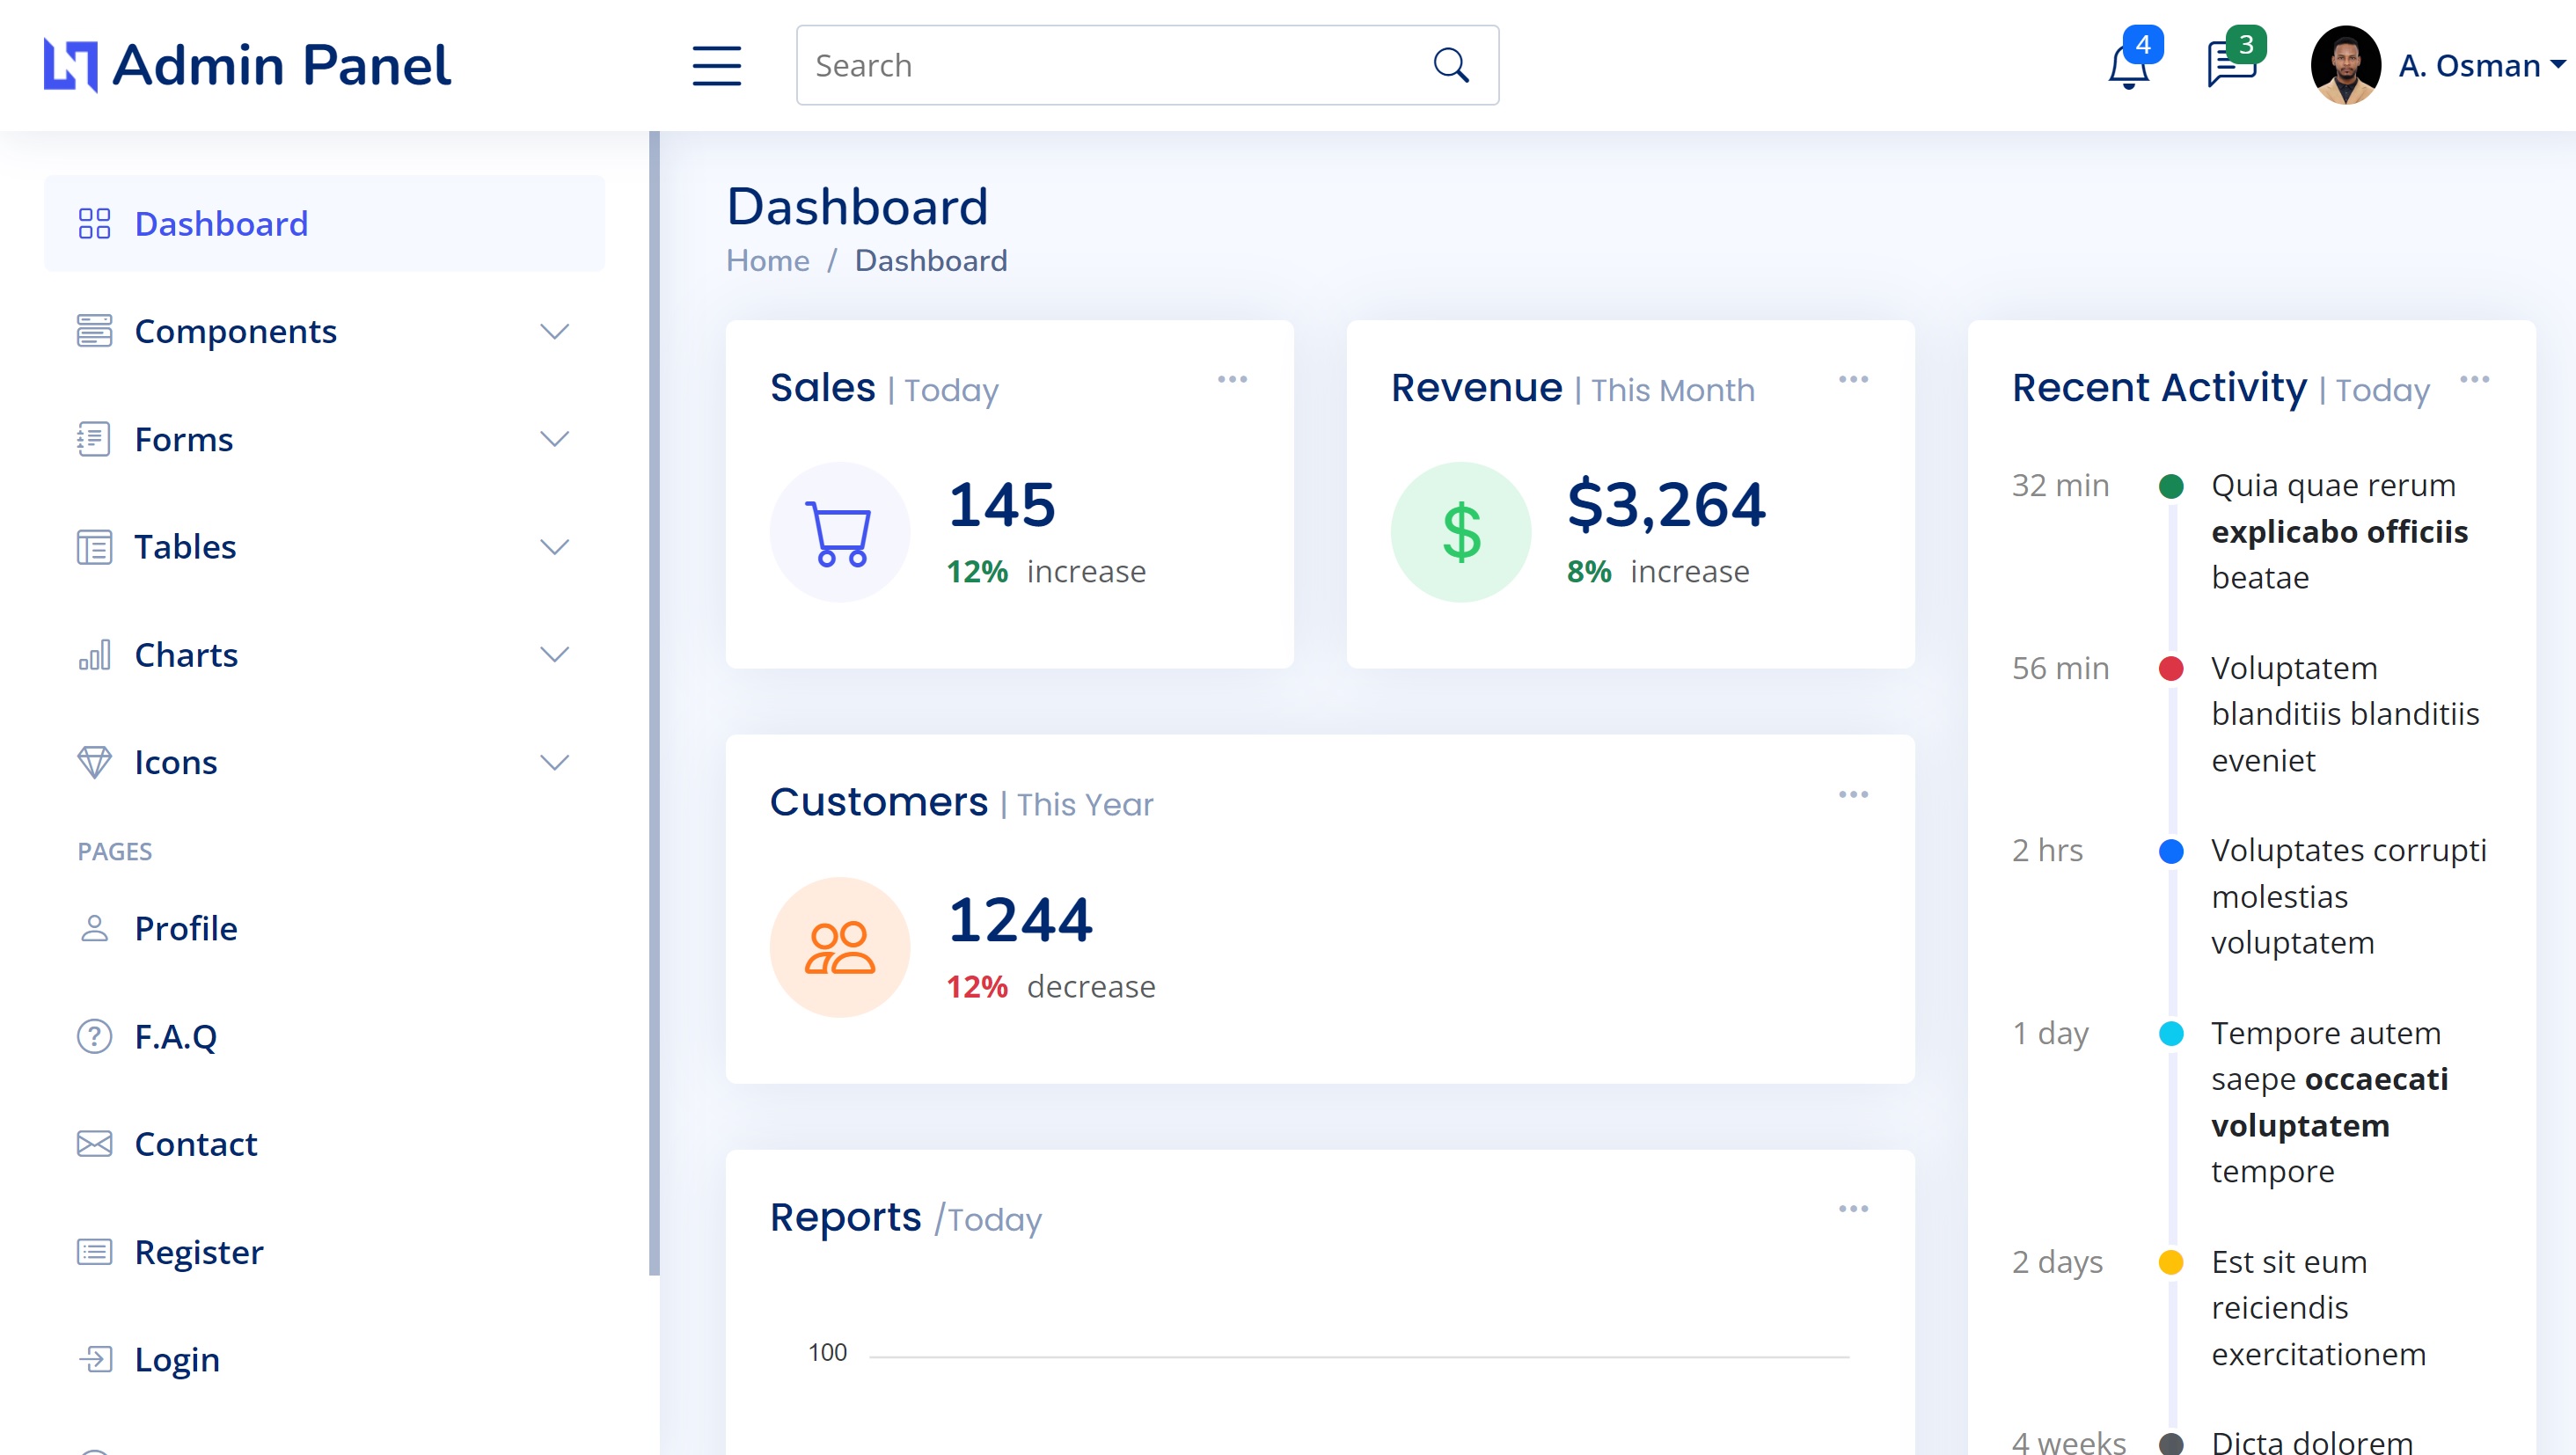 Admin Panel
Search
4
3
A. Osman
Dashboard
Components
Forms
Tables
Charts
Icons
PAGES
Profile
F.A.Q
Contact
Register
Login
Dashboard
Home / Dashboard
Sales | Today
145
12% increase
Revenue | This Month
$3,264
8% increase
Customers | This Year
1244
12% decrease
Reports /Today
100
Recent Activity | Today
32 min
Quia quae rerum
explicabo officiis
beatae
56 min
Voluptatem
blanditiis blanditiis
eveniet
2 hrs
Voluptates corrupti
molestias
voluptatem
1 day
Tempore autem
saepe occaecati
voluptatem
tempore
2 days
Est sit eum
reiciendis
exercitationem
4 weeks
Dicta dolorem